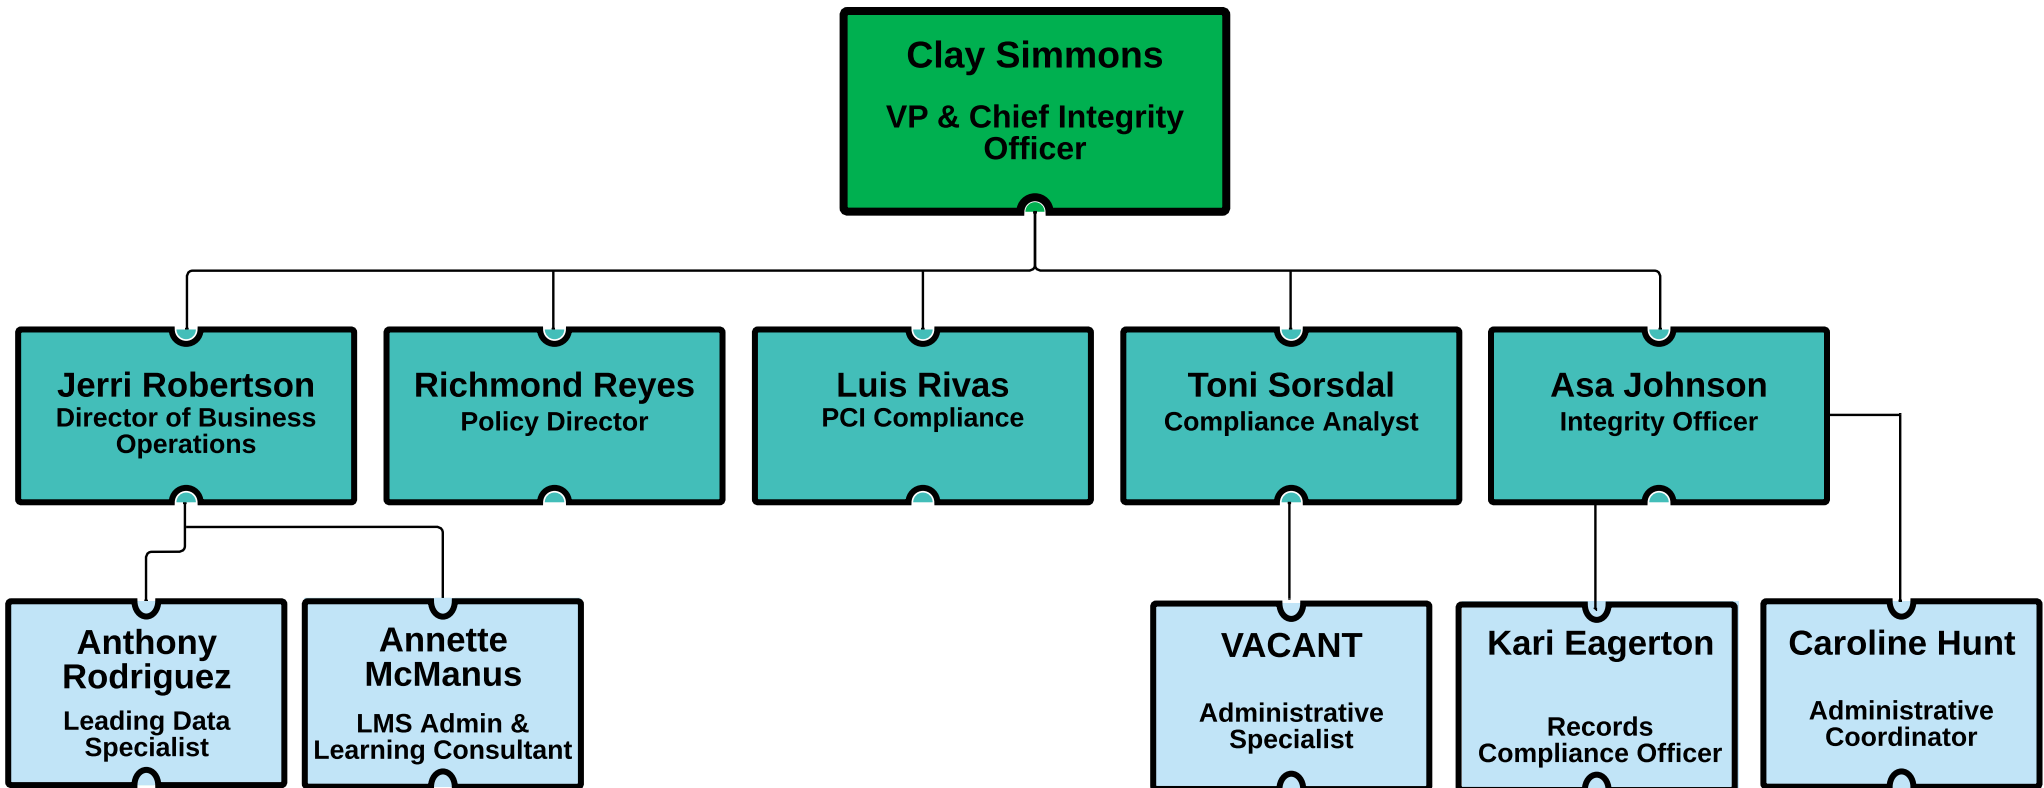 Clay Simmons
VP & Chief Integrity
Officer
Jerri Robertson
Director of Business
Operations
Richmond Reyes
Policy Director
Luis Rivas
PCI Compliance
Toni Sorsdal
Compliance Analyst
Asa Johnson
Integrity Officer
Anthony
Rodriguez
Leading Data
Specialist
Annette
McManus
LMS Admin &
Learning Consultant
VACANT
Administrative
Specialist
Kari Eagerton
Records
Compliance Officer
Caroline Hunt
Administrative
Coordinator